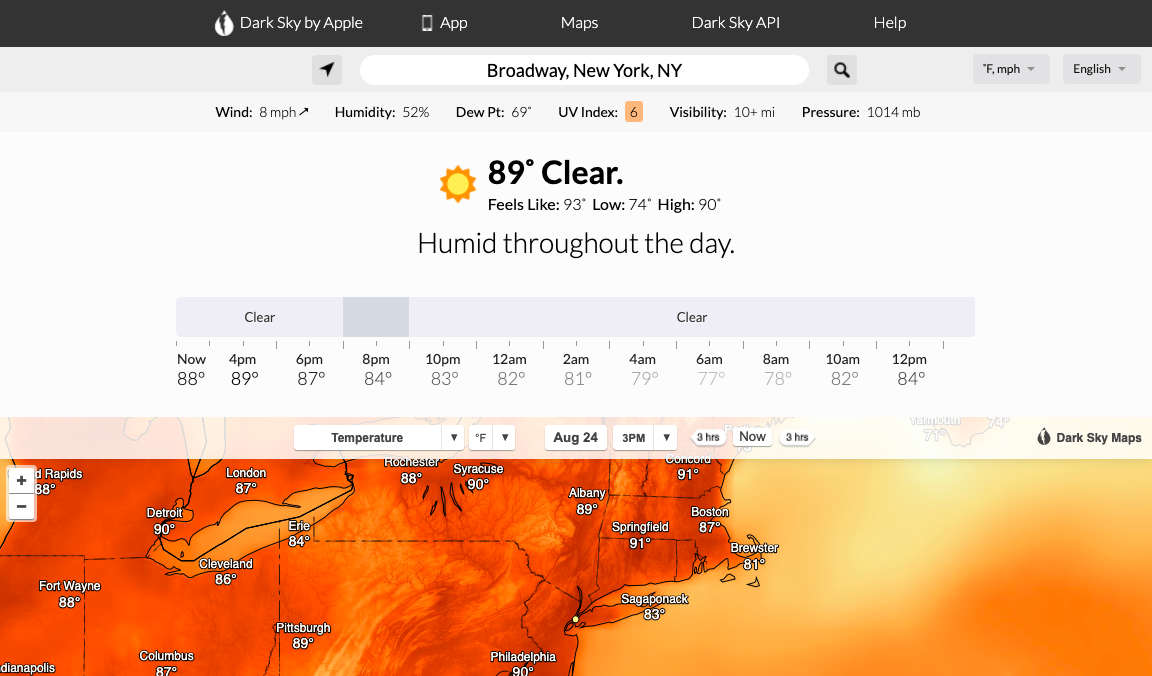 Dark Sky by Apple App Maps Dark Sky API Help
Broadway, New York, NY
˚F, mph
English
Wind: 8 mph Humidity: 52% Dew Pt: 69˚ UV Index: 6 Visibility: 10+ mi Pressure: 1014 mb
89˚ Clear.
Feels Like: 93˚ Low: 74˚ High: 90˚
Humid throughout the day.
Clear Clear
Now 4pm 6pm 8pm 10pm 12am 2am 4am 6am 8am 10am 12pm
88° 89° 87° 84° 83° 82° 81° 79° 77° 78° 82° 84°
Yarmouth 74°
71°
Temperature ▼ °F ▼ Aug 24 3PM ▼ 3 hrs Now 3 hrs Dark Sky Maps
+
−
d Rapids
88°
London
87°
Rochester
88°
Syracuse
90°
Concord
91°
Detroit
90°
Erie
84°
Albany
89°
Springfield
91°
Boston
87°
Brewster
81°
Cleveland
86°
Fort Wayne
88°
Sagaponack
83°
Pittsburgh
89°
Columbus
87°
Philadelphia
90°
dianapolis